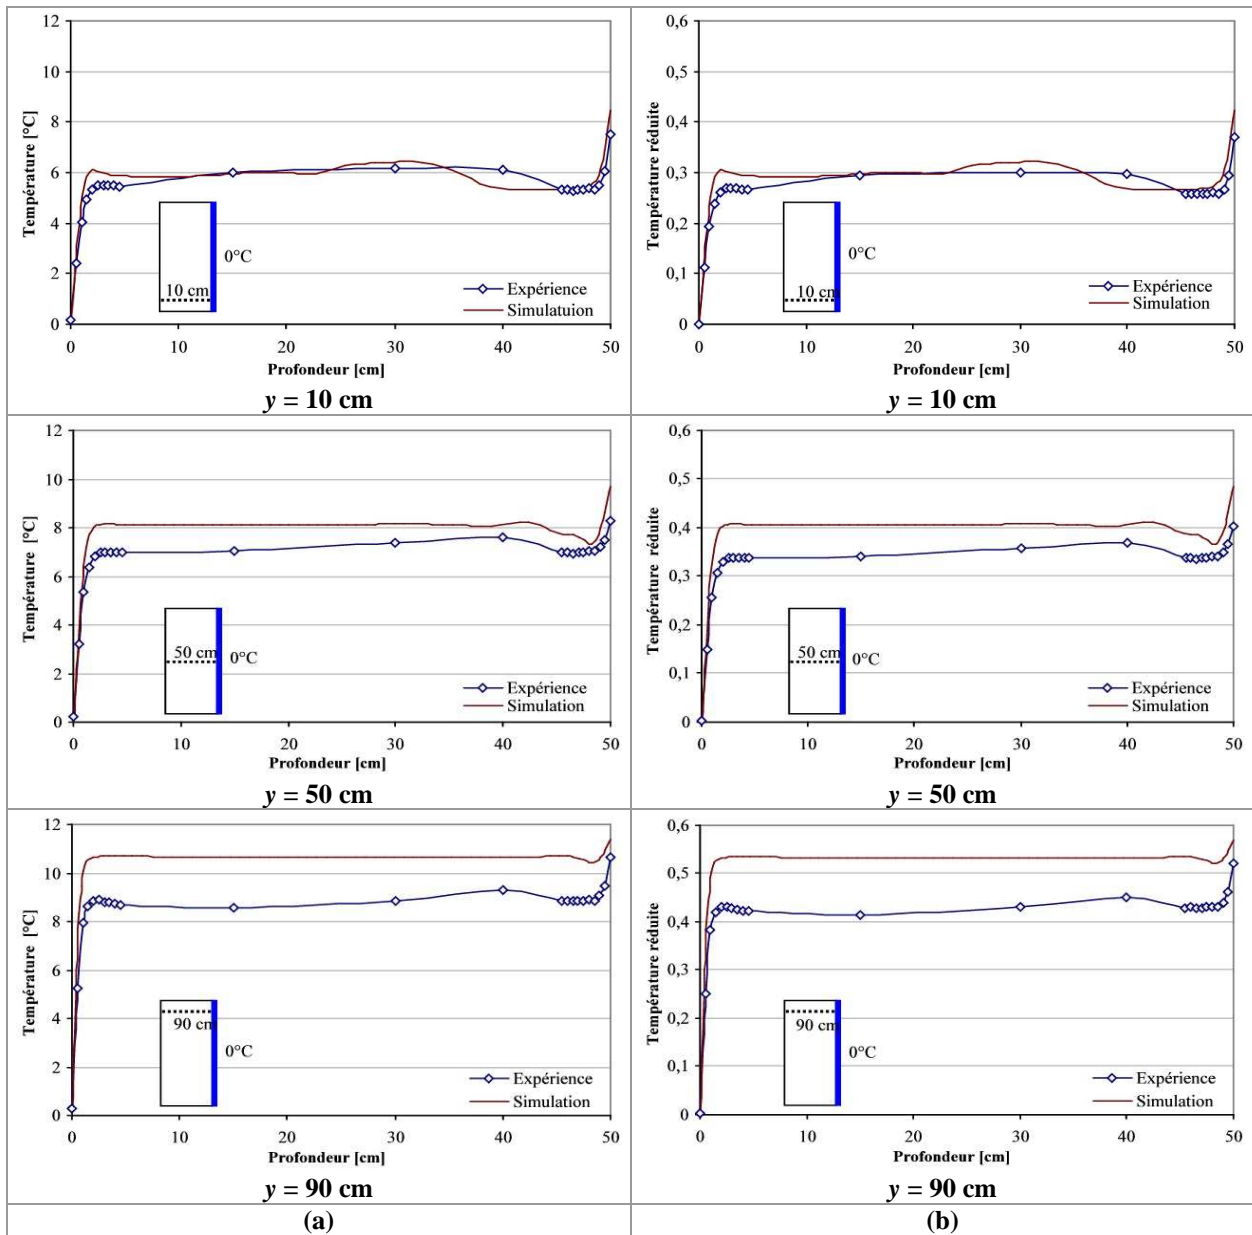 12
10
8
6
4
2
0
Température [°C]
10 cm
0°C
Expérience
Simulatuion
0 10 20 30 40 50
Profondeur [cm]
y = 10 cm
0,6
0,5
0,4
0,3
0,2
0,1
0
Température réduite
10 cm
0°C
Expérience
Simulation
0 10 20 30 40 50
Profondeur [cm]
y = 10 cm
12
10
8
6
4
2
0
Température [°C]
50 cm
0°C
Expérience
Simulation
0 10 20 30 40 50
Profondeur [cm]
y = 50 cm
0,6
0,5
0,4
0,3
0,2
0,1
0
Température réduite
50 cm
0°C
Expérience
Simulation
0 10 20 30 40 50
Profondeur [cm]
y = 50 cm
12
10
8
6
4
2
0
Température [°C]
90 cm
0°C
Expérience
Simulation
0 10 20 30 40 50
Profondeur [cm]
y = 90 cm
0,6
0,5
0,4
0,3
0,2
0,1
0
Température réduite
90 cm
0°C
Expérience
Simulation
0 10 20 30 40 50
Profondeur [cm]
y = 90 cm
(a)
(b)